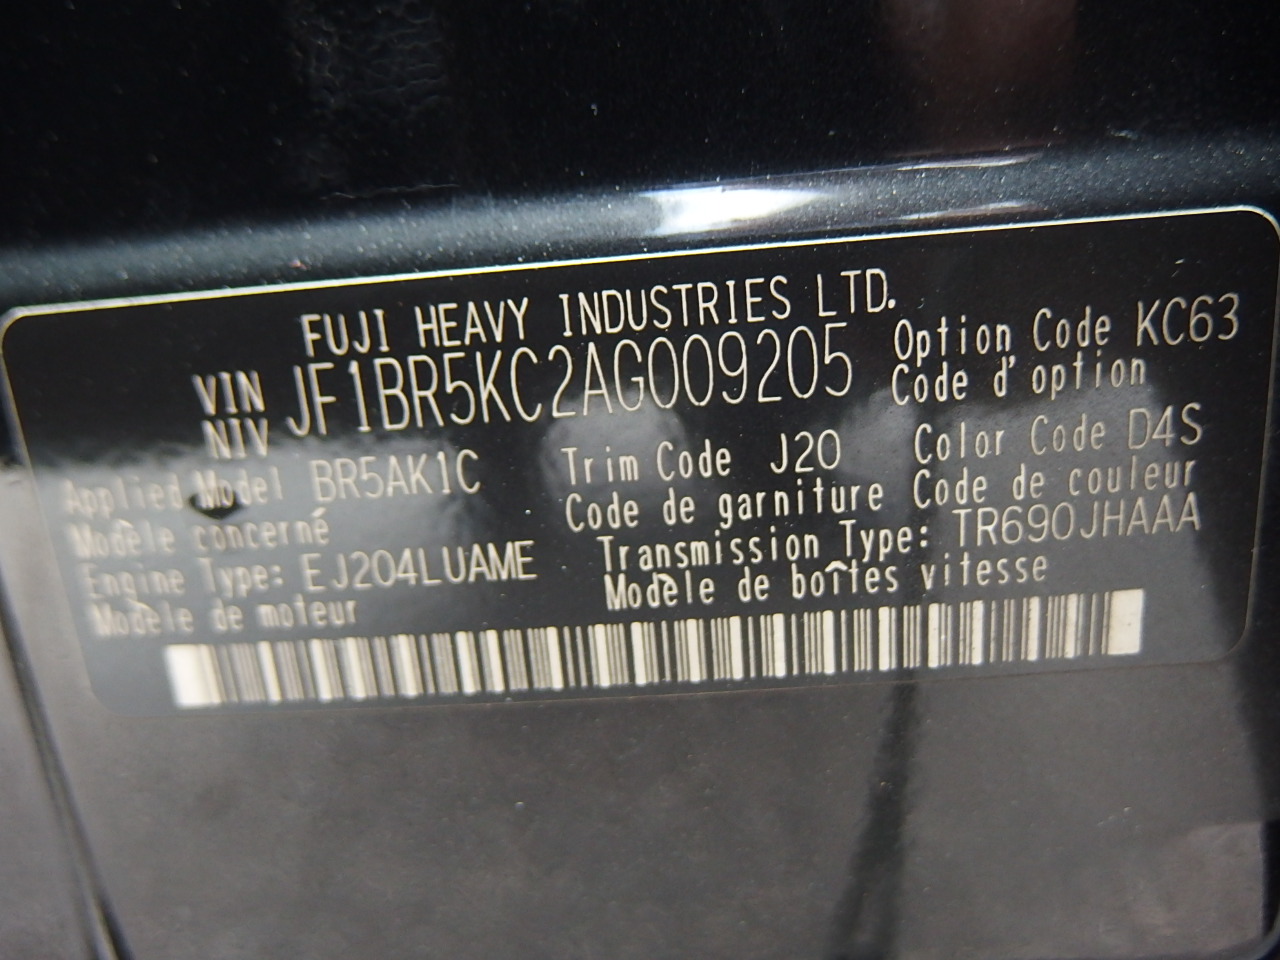 FUJI HEAVY INDUSTRIES LTD.
VIN NIV JF1BR5KC2AG009205 Option Code KC63
Code d'option
Applied Model BR5AK1C Trim Code J20 Color Code D4S
Modèle concerné Code de garniture Code de couleur
Engine Type: EJ204LUAME Transmission Type: TR690JHAAA
Modèle de moteur Modèle de boîtes vitesse